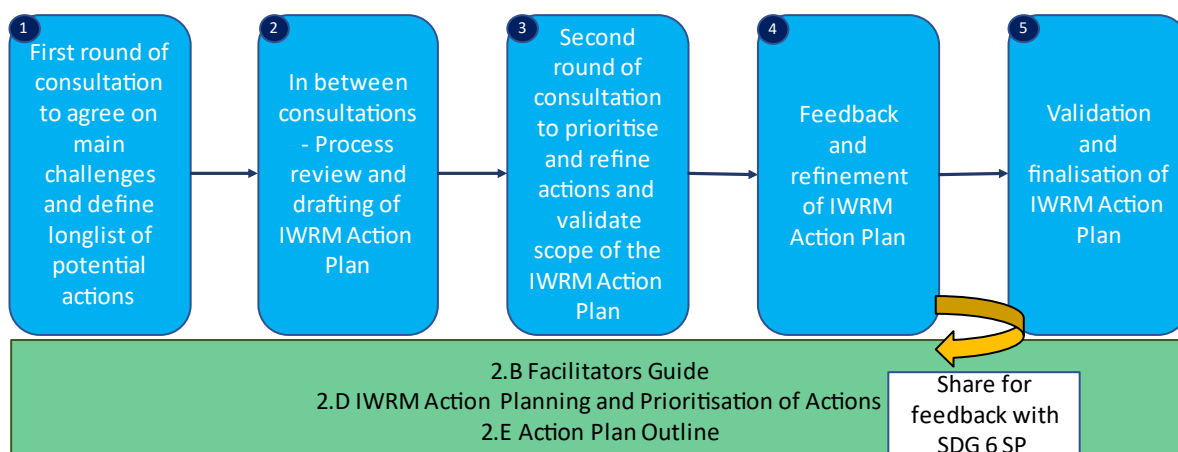 1
First round of
consultation
to agree on
main
challenges
and define
longlist of
potential
actions
2
In between
consultations
- Process
review and
drafting of
IWRM Action
Plan
3
Second
round of
consultation
to prioritise
and refine
actions and
validate
scope of the
IWRM Action
Plan
4
Feedback
and
refinement
of IWRM
Action Plan
5
Validation
and
finalisation of
IWRM Action
Plan
2.B Facilitators Guide
2.D IWRM Action Planning and Prioritisation of Actions
2.E Action Plan Outline
Share for
feedback with
SDG 6 SP